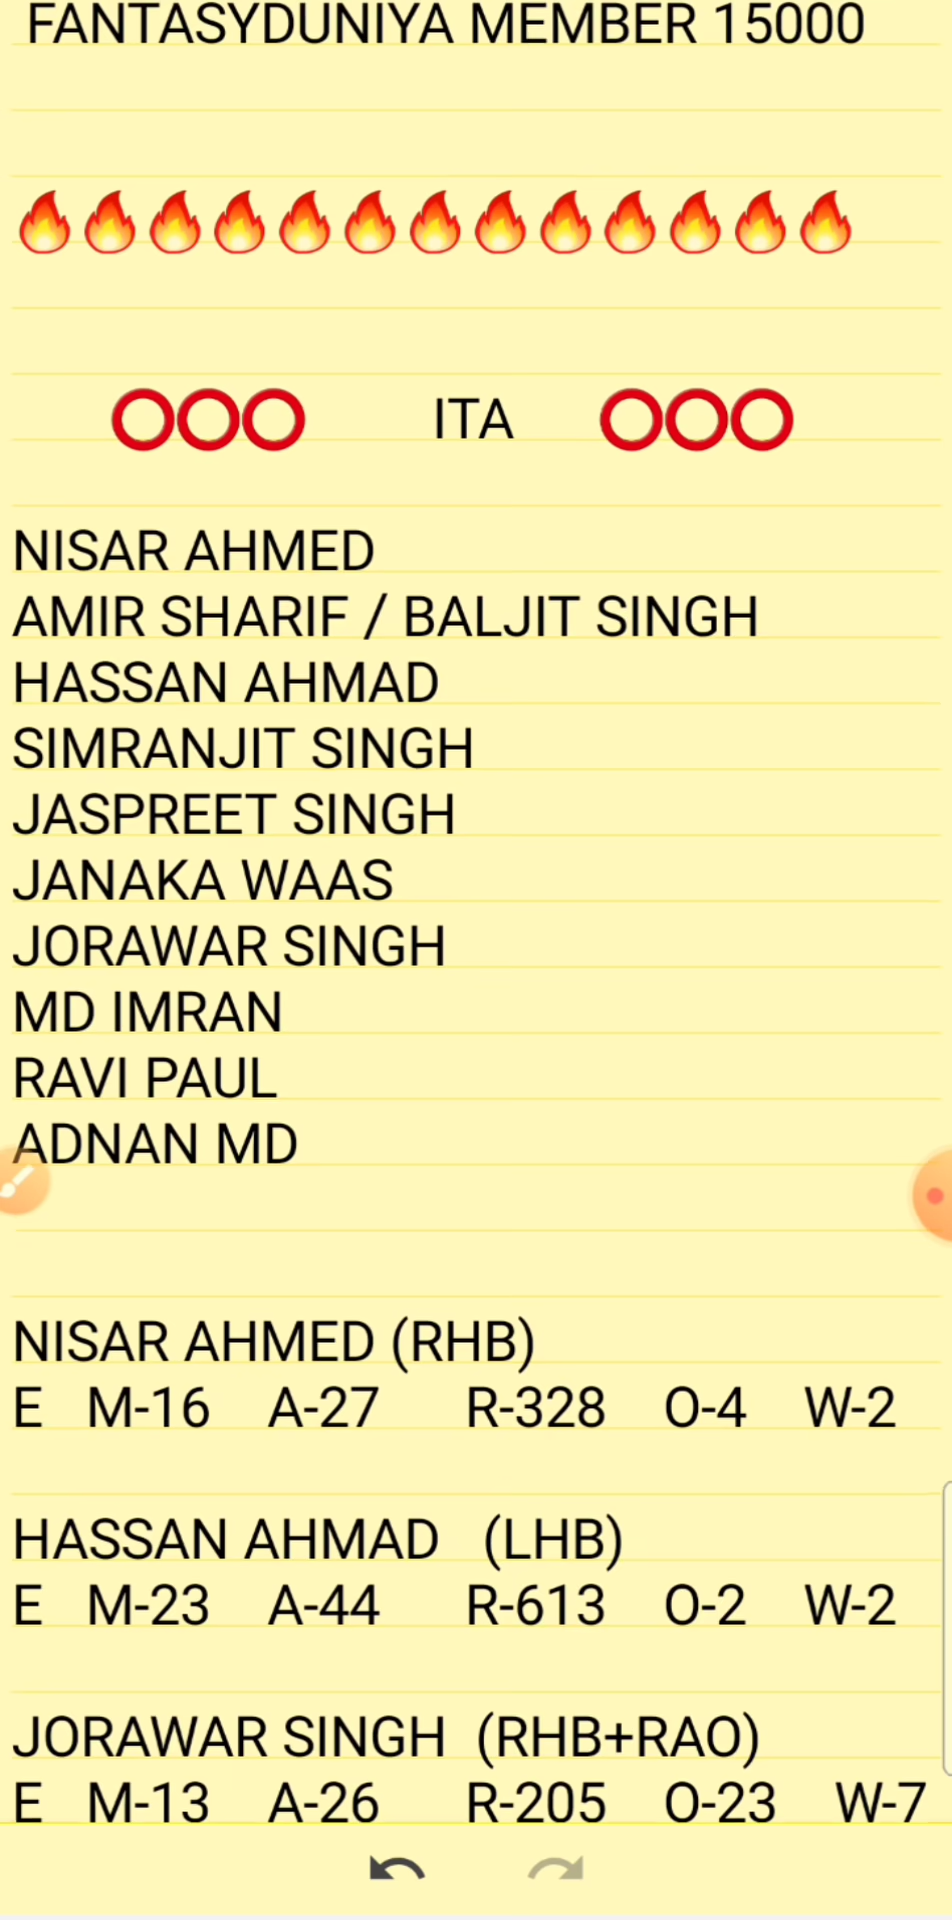 FANTASYDUNIYA MEMBER 15000
🔥🔥🔥🔥🔥🔥🔥🔥🔥🔥🔥🔥🔥
⭕⭕⭕ ITA ⭕⭕⭕
NISAR AHMED
AMIR SHARIF / BALJIT SINGH
HASSAN AHMAD
SIMRANJIT SINGH
JASPREET SINGH
JANAKA WAAS
JORAWAR SINGH
MD IMRAN
RAVI PAUL
ADNAN MD
NISAR AHMED (RHB)
E M-16 A-27 R-328 O-4 W-2
HASSAN AHMAD (LHB)
E M-23 A-44 R-613 O-2 W-2
JORAWAR SINGH (RHB+RAO)
E M-13 A-26 R-205 O-23 W-7